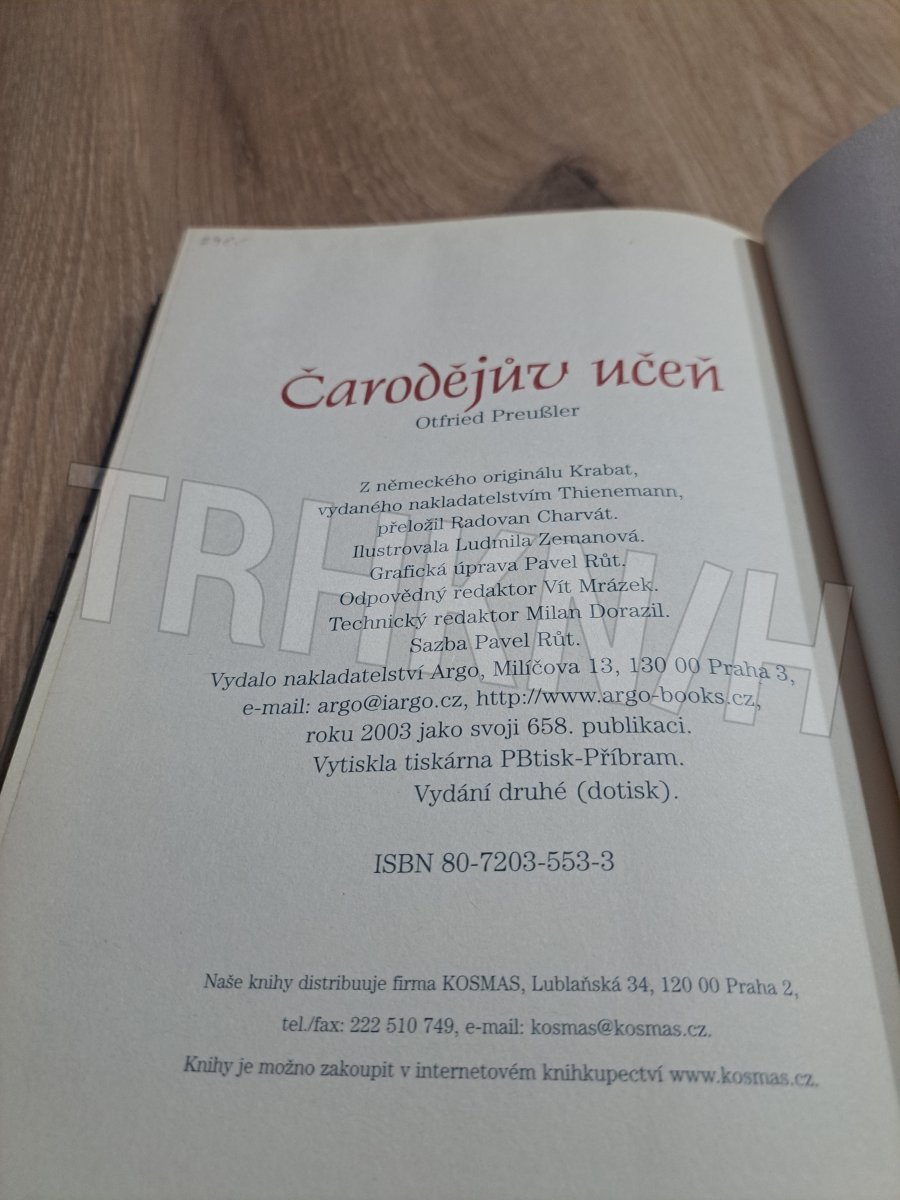 Čarodějův učeň
Otfried Preußler
Z německého originálu Krabat,
vydaného nakladatelstvím Thienemann,
přeložil Radovan Charvát.
Ilustrovala Ludmila Zemanová.
Grafická úprava Pavel Růt.
Odpovědný redaktor Vít Mrázek.
Technický redaktor Milan Dorazil.
Sazba Pavel Růt.
Vydalo nakladatelství Argo, Milíčova 13, 130 00 Praha 3,
e-mail: argo@iargo.cz, http://www.argo-books.cz,
roku 2003 jako svoji 658. publikaci.
Vytiskla tiskárna PBtisk-Příbram.
Vydání druhé (dotisk).
ISBN 80-7203-553-3
Naše knihy distribuuje firma KOSMAS, Lublaňská 34, 120 00 Praha 2,
tel./fax: 222 510 749, e-mail: kosmas@kosmas.cz.
Knihy je možno zakoupit v internetovém knihkupectví www.kosmas.cz.
TRHKNIH